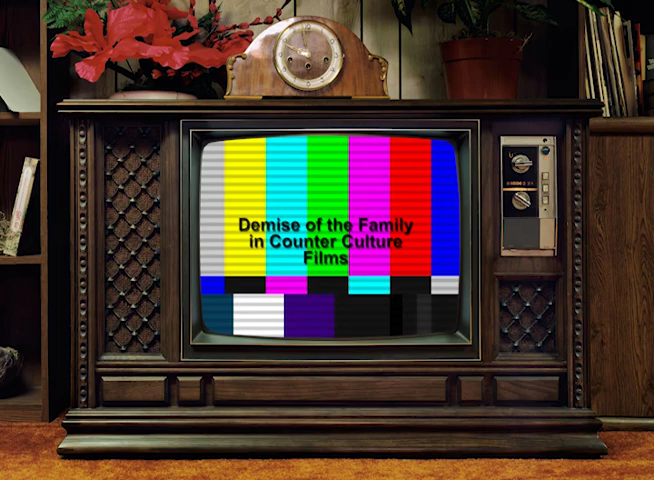 Demise of the Family
in Counter Culture
Films